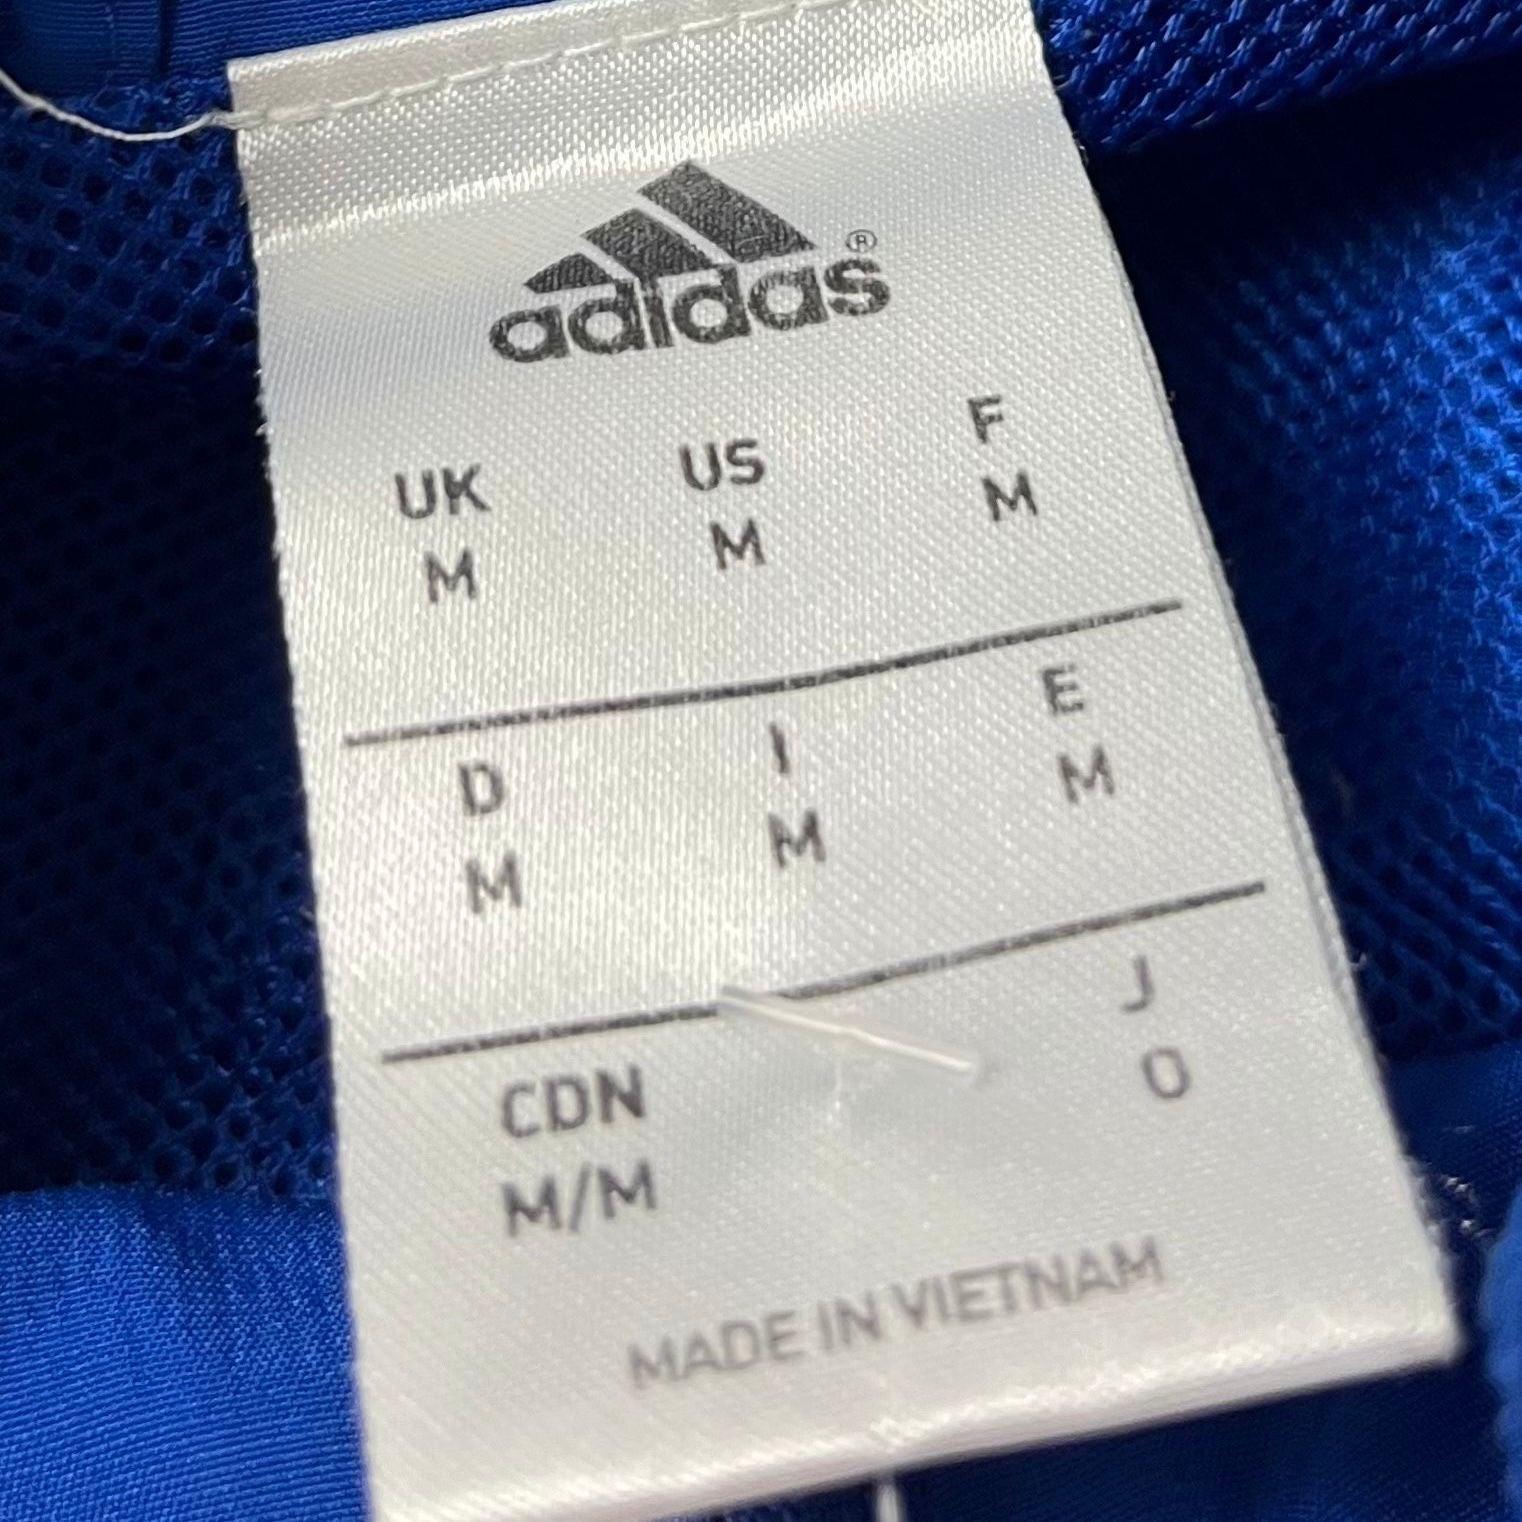 adidas®
UK US F
M M M
D I E
M M M
CDN J
M/M O
MADE IN VIETNAM